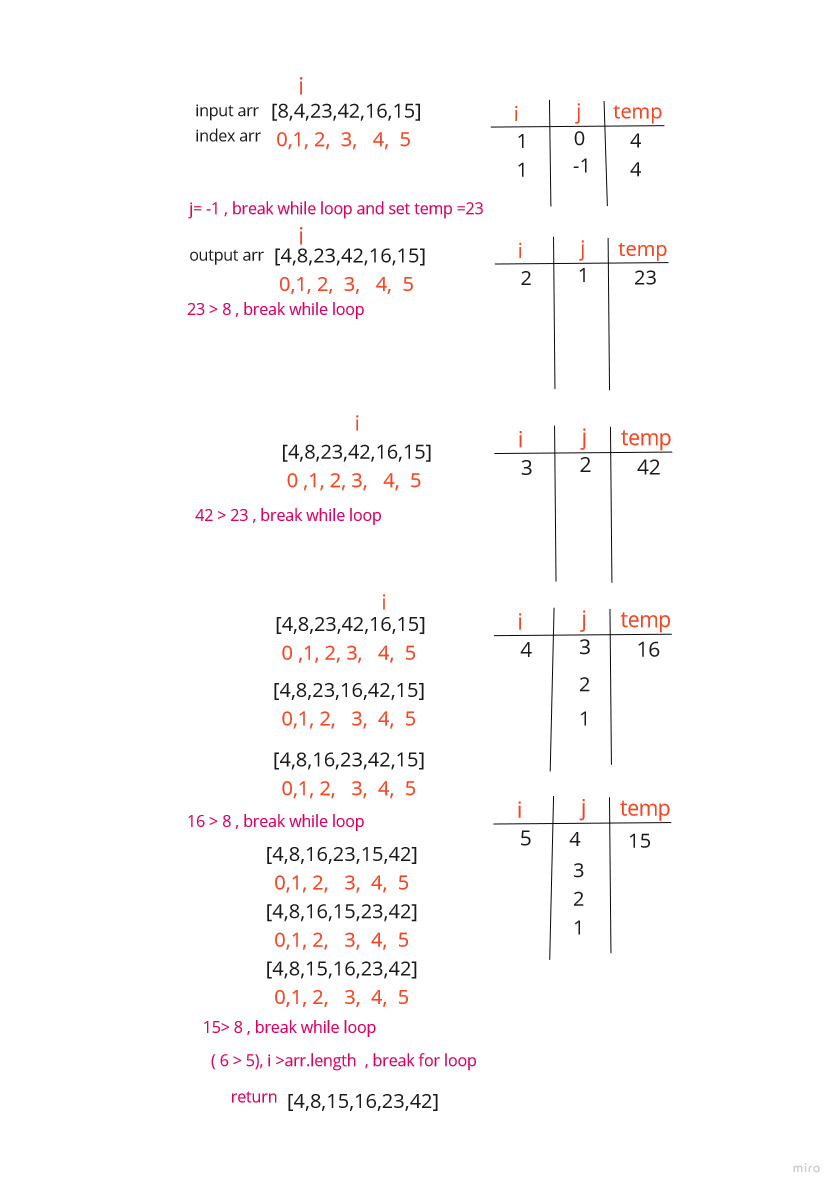 i
input arr [8,4,23,42,16,15]
index arr 0,1, 2, 3, 4, 5
i j temp
1 0 4
1 -1 4
j= -1 , break while loop and set temp =23
i
output arr [4,8,23,42,16,15]
0,1, 2, 3, 4, 5
23 > 8 , break while loop
i j temp
2 1 23
i
[4,8,23,42,16,15]
0 ,1, 2, 3, 4, 5
42 > 23 , break while loop
i j temp
3 2 42
i
[4,8,23,42,16,15]
0 ,1, 2, 3, 4, 5
[4,8,23,16,42,15]
0,1, 2, 3, 4, 5
[4,8,16,23,42,15]
0,1, 2, 3, 4, 5
16 > 8 , break while loop
i j temp
4 3 16
2
1
[4,8,16,23,15,42]
0,1, 2, 3, 4, 5
[4,8,16,15,23,42]
0,1, 2, 3, 4, 5
[4,8,15,16,23,42]
0,1, 2, 3, 4, 5
i j temp
5 4 15
3
2
1
15> 8 , break while loop
( 6 > 5), i >arr.length , break for loop
return [4,8,15,16,23,42]
miro